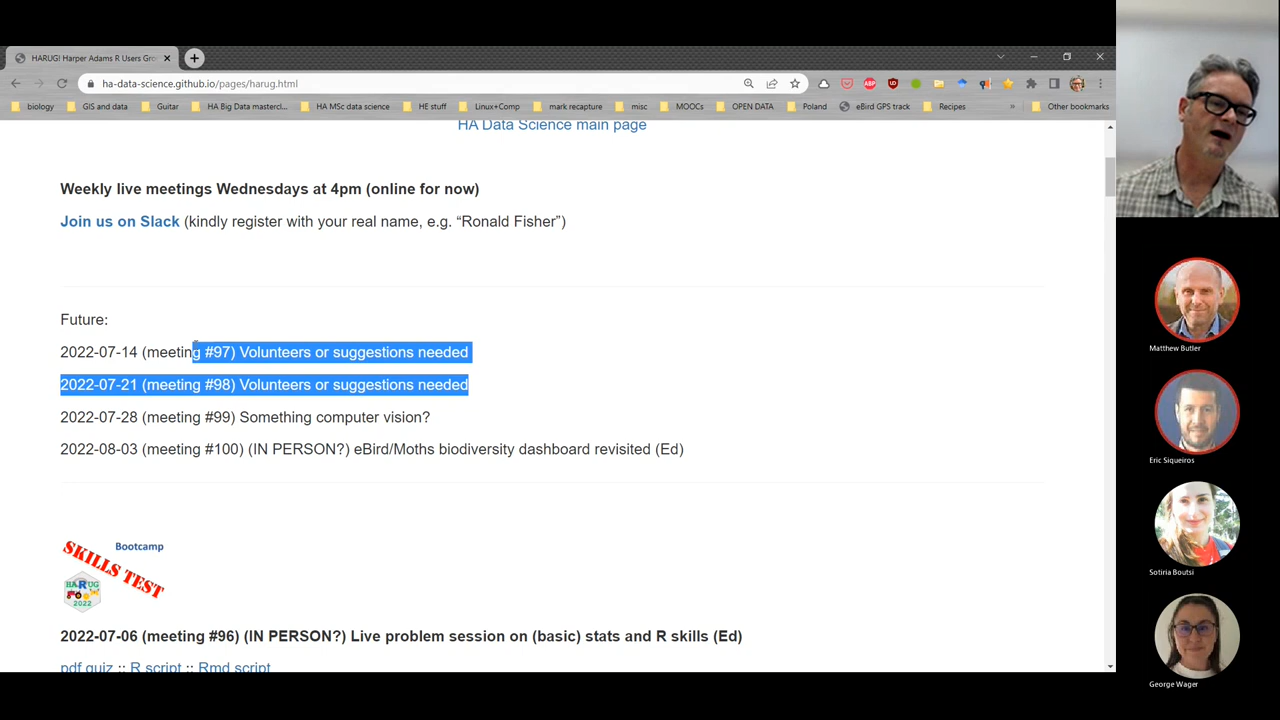 HARUG! Harper Adams R Users Gro
ha-data-science.github.io/pages/harug.html
biology
GIS and data
Guitar
HA Big Data mastercl...
HA MSc data science
HE stuff
Linux+Comp
mark recapture
misc
MOOCs
OPEN DATA
Poland
eBird GPS track
Recipes
»
Other bookmarks
HA Data Science main page
Weekly live meetings Wednesdays at 4pm (online for now)
Join us on Slack (kindly register with your real name, e.g. “Ronald Fisher”)
Future:
2022-07-14 (meeting #97) Volunteers or suggestions needed
2022-07-21 (meeting #98) Volunteers or suggestions needed
2022-07-28 (meeting #99) Something computer vision?
2022-08-03 (meeting #100) (IN PERSON?) eBird/Moths biodiversity dashboard revisited (Ed)
Bootcamp
SKILLS TEST
HARUG
2022
2022-07-06 (meeting #96) (IN PERSON?) Live problem session on (basic) stats and R skills (Ed)
pdf quiz :: R script :: Rmd script
Matthew Butler
Eric Siqueiros
Sotiria Boutsi
George Wager